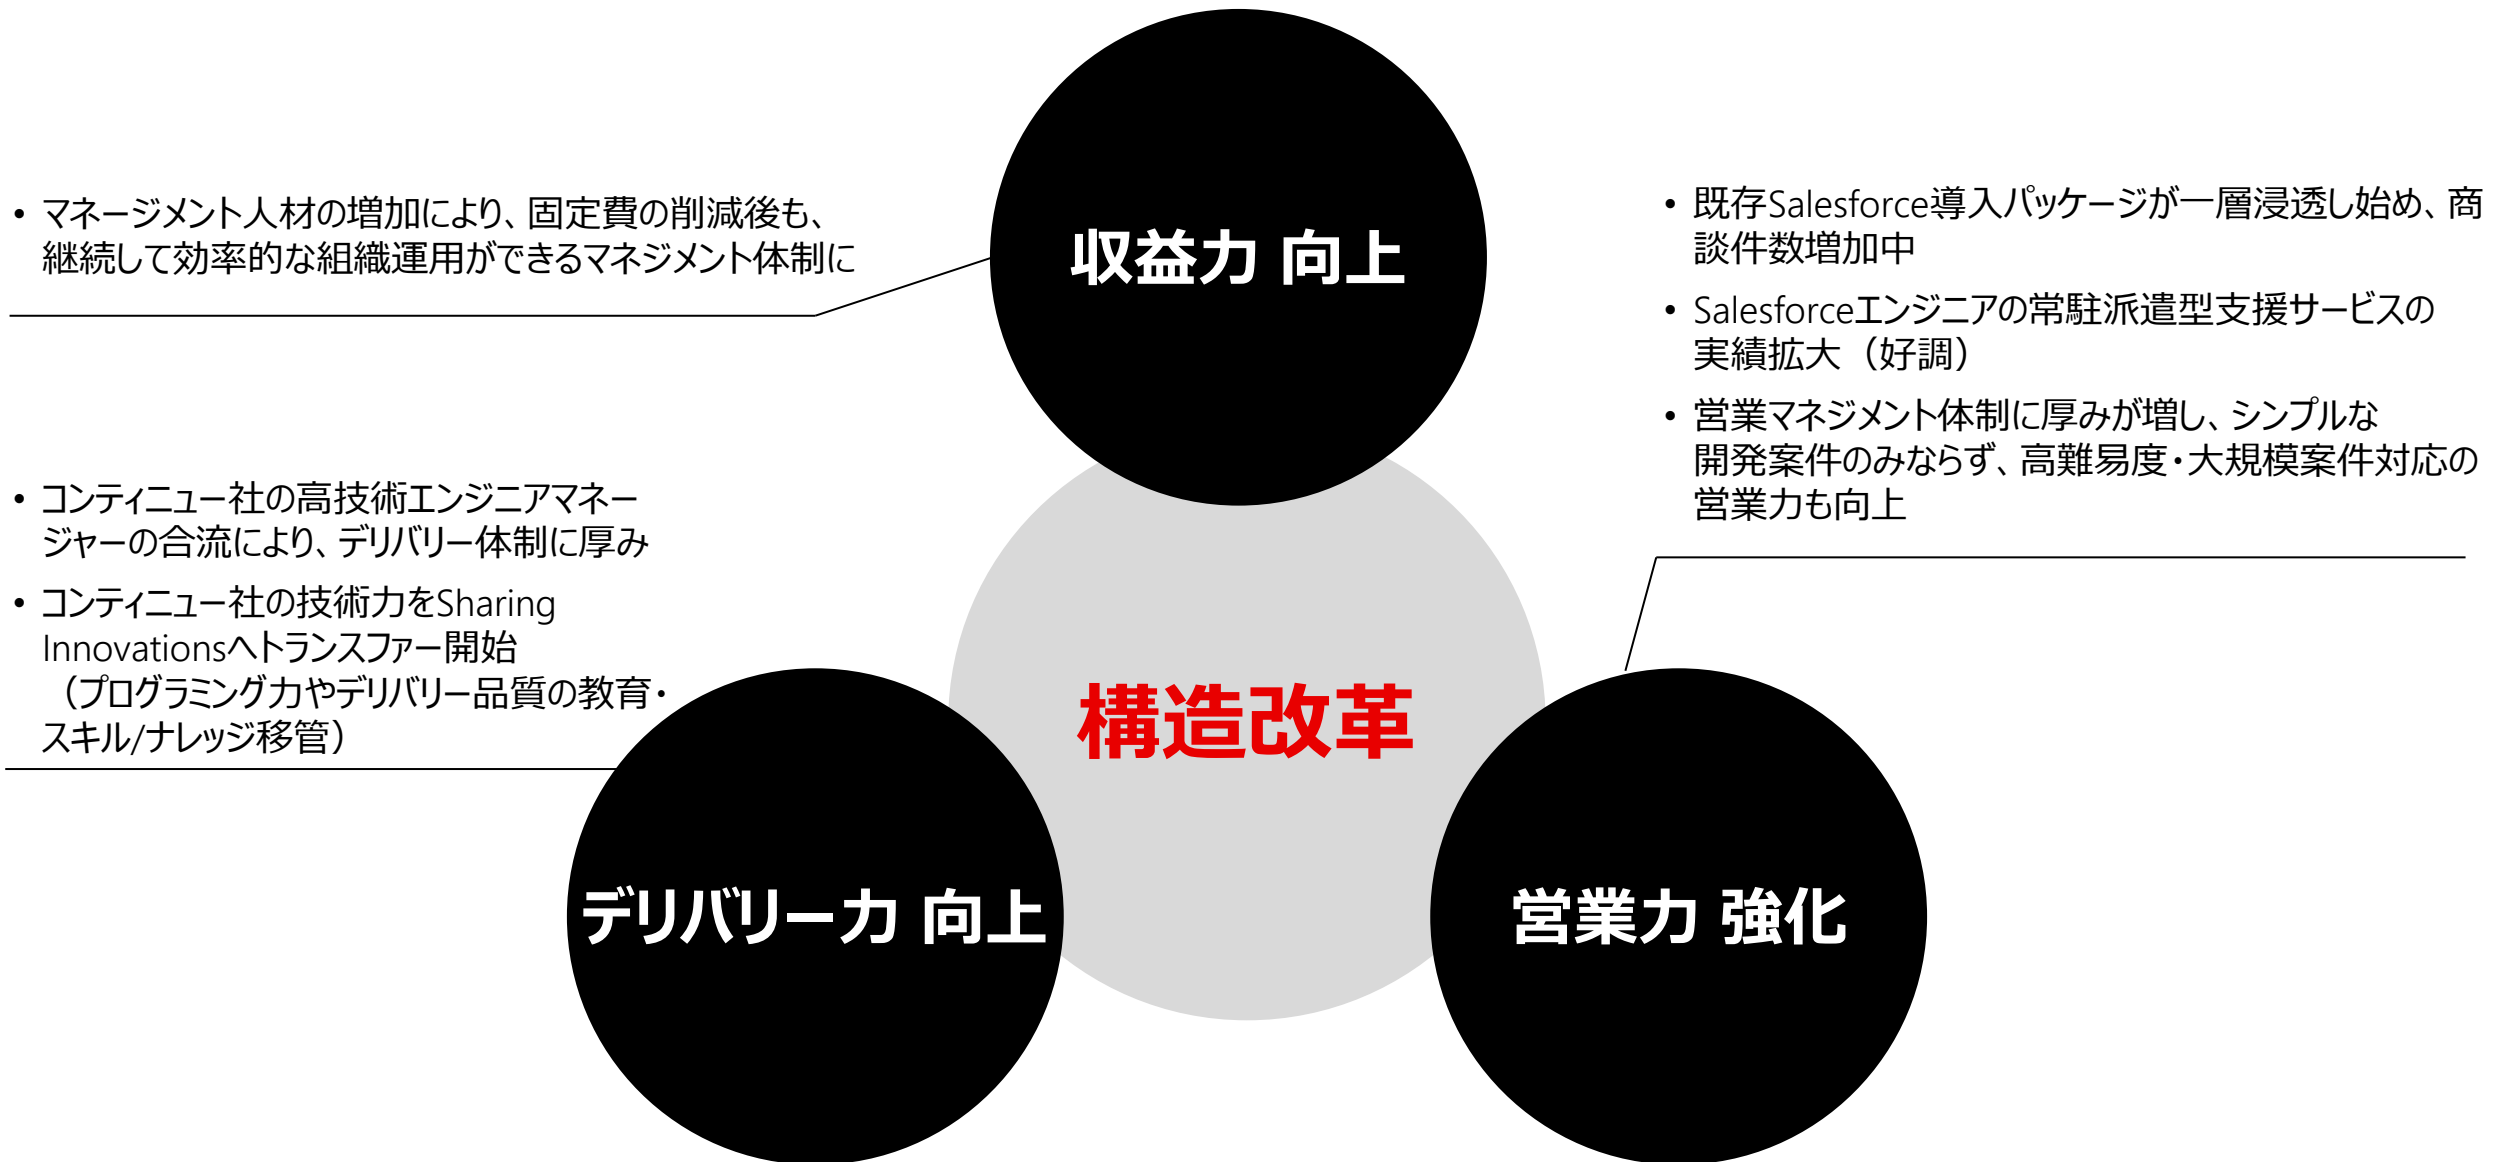 収益力 向上
• マネージメント人材の増加により、固定費の削減後も、
継続して効率的な組織運用ができるマネジメント体制に
• 既存Salesforce導入パッケージが一層浸透し始め、商
談件数増加中
• Salesforceエンジニアの常駐派遣型支援サービスの
実績拡大（好調）
• 営業マネジメント体制に厚みが増し、シンプルな
開発案件のみならず、高難易度・大規模案件対応の
営業力も向上
• コンティニュー社の高技術エンジニアマネー
ジャーの合流により、デリバリー体制に厚み
• コンティニュー社の技術力をSharing
Innovationsへトランスファー開始
（プログラミング力やデリバリー品質の教育・
スキル/ナレッジ移管）
構造改革
デリバリーカ 向上
営業力 強化